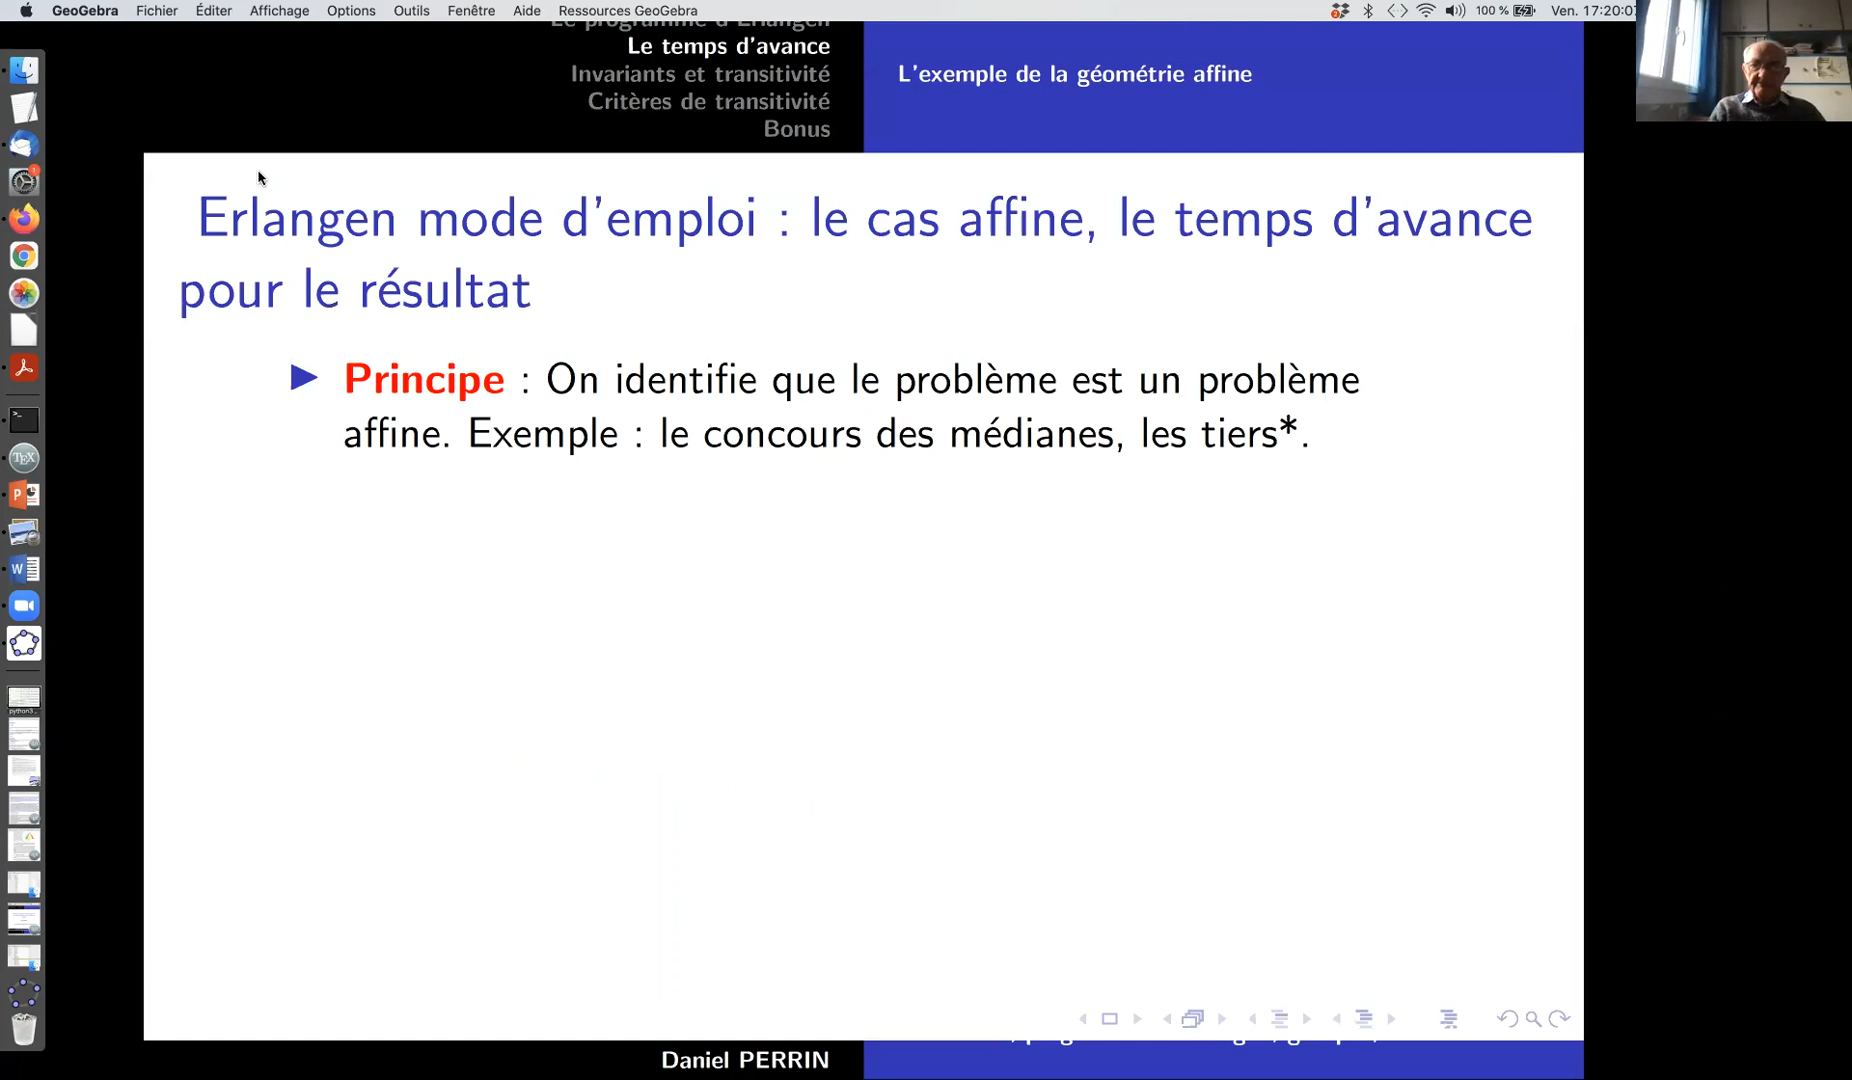 GeoGebra Fichier Éditer Affichage Options Outils Fenêtre Aide Ressources GeoGebra 100 % Ven. 17:20:07
Le programme d'Erlangen
Le temps d'avance
Invariants et transitivité
Critères de transitivité
Bonus
L'exemple de la géométrie affine
Erlangen mode d'emploi : le cas affine, le temps d'avance
pour le résultat
Principe : On identifie que le problème est un problème
affine. Exemple : le concours des médianes, les tiers*.
Daniel PERRIN
python3